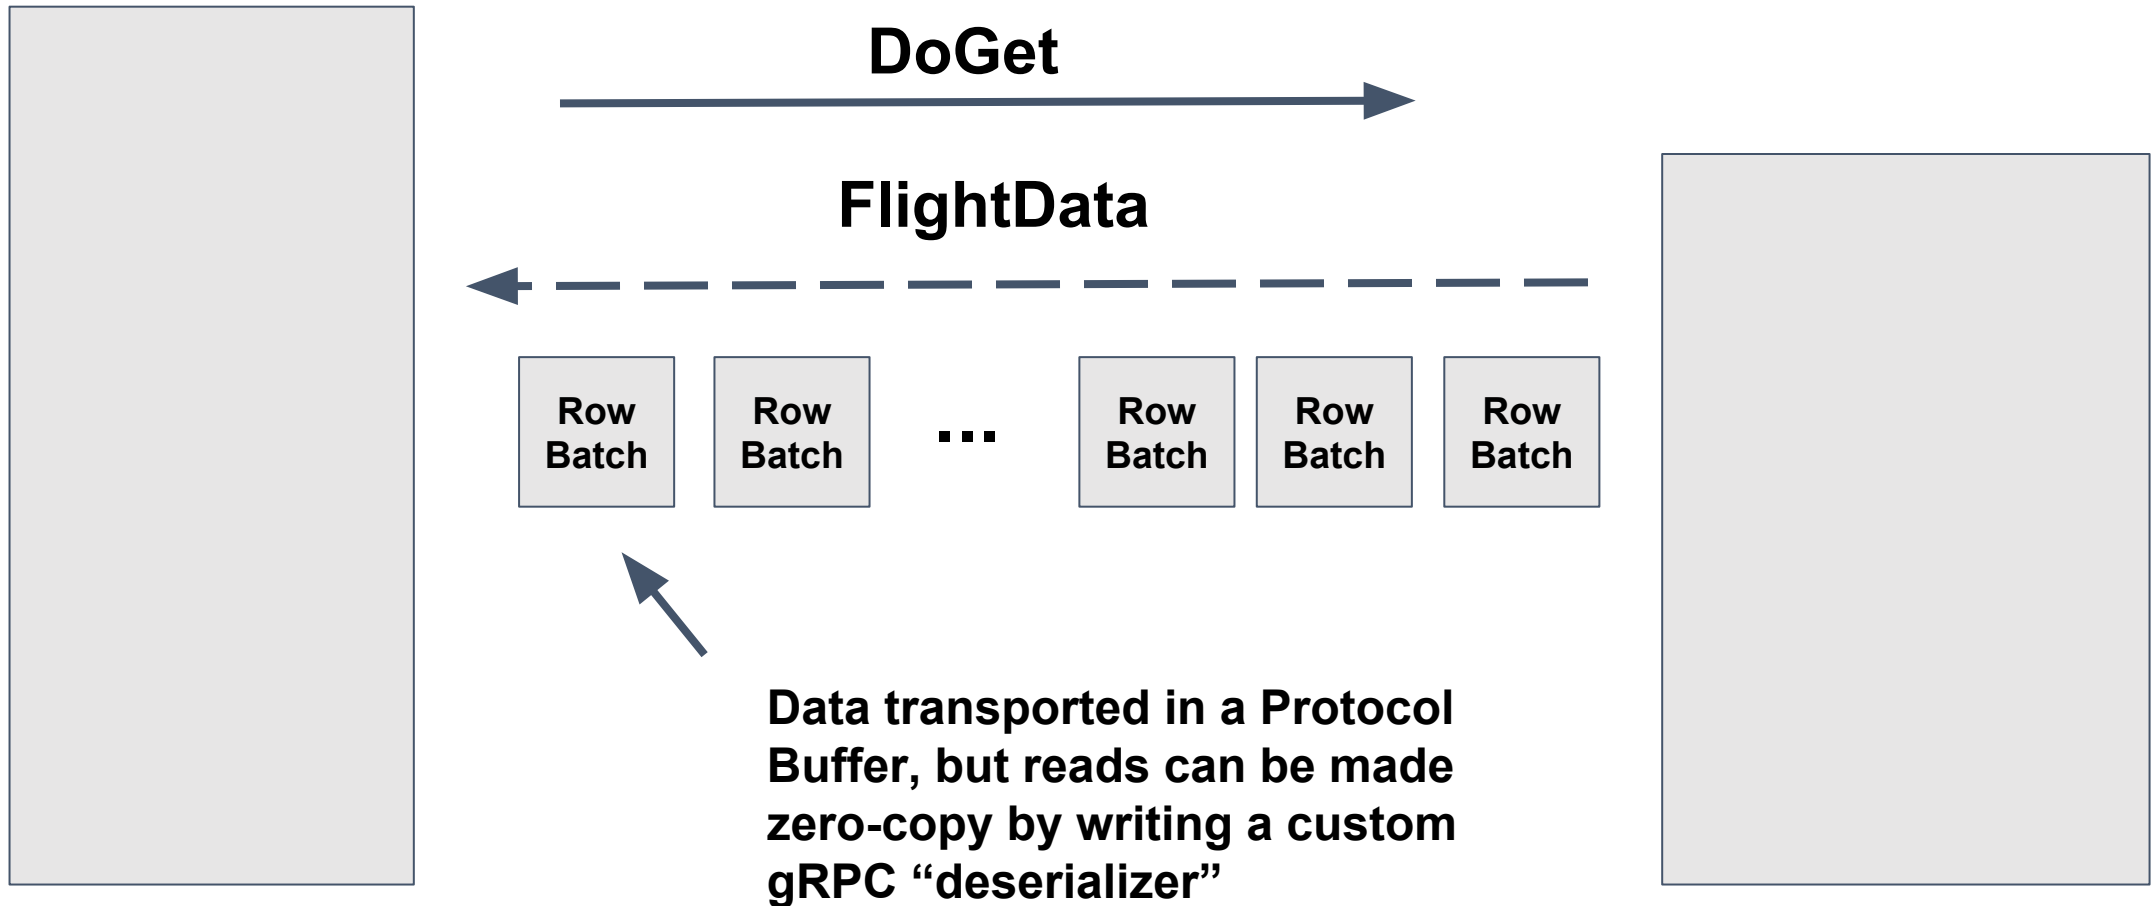 DoGet
FlightData
Row
Batch
Row
Batch
...
Row
Batch
Row
Batch
Row
Batch
Data transported in a Protocol
Buffer, but reads can be made
zero-copy by writing a custom
gRPC “deserializer”